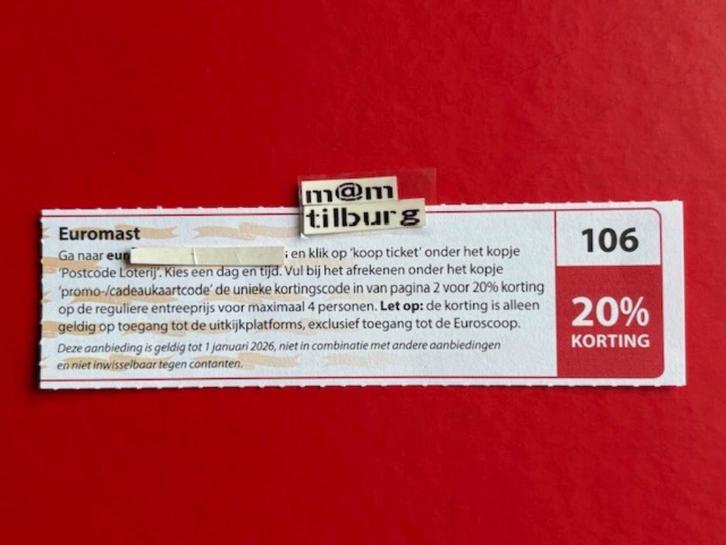 m@m
tilburg
Euromast
Ga naar eur en klik op 'koop ticket' onder het kopje
'Postcode Loterij'. Kies een dag en tijd. Vul bij het afrekenen onder het kopje
'promo-/cadeaukaartcode' de unieke kortingscode in van pagina 2 voor 20% korting
op de reguliere entreeprijs voor maximaal 4 personen. Let op: de korting is alleen
geldig op toegang tot de uitkijkplatforms, exclusief toegang tot de Euroscoop.
Deze aanbieding is geldig tot 1 januari 2026, niet in combinatie met andere aanbiedingen
en niet inwisselbaar tegen contanten.
106
20%
KORTING